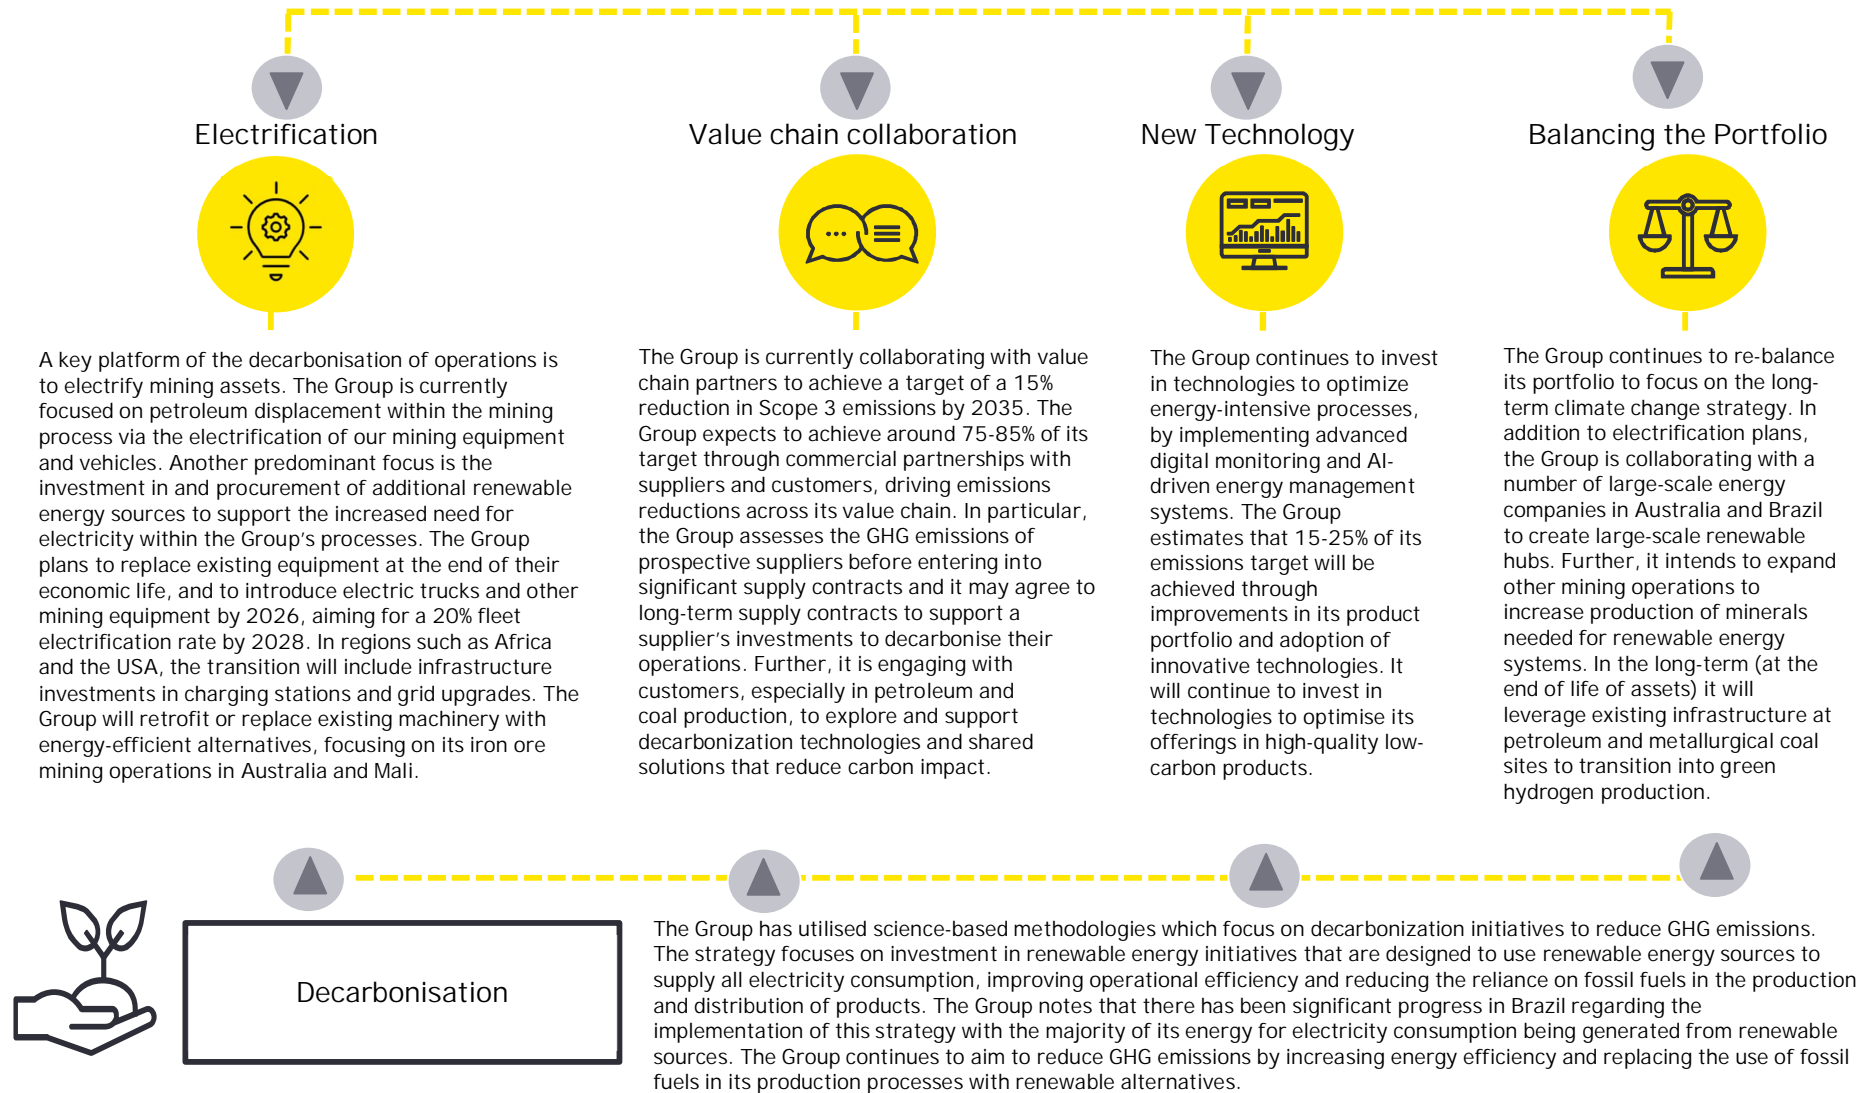 Electrification
A key platform of the decarbonisation of operations is
to electrify mining assets. The Group is currently
focused on petroleum displacement within the mining
process via the electrification of our mining equipment
and vehicles. Another predominant focus is the
investment in and procurement of additional renewable
energy sources to support the increased need for
electricity within the Group's processes. The Group
plans to replace existing equipment at the end of their
economic life, and to introduce electric trucks and other
mining equipment by 2026, aiming for a 20% fleet
electrification rate by 2028. In regions such as Africa
and the USA, the transition will include infrastructure
investments in charging stations and grid upgrades. The
Group will retrofit or replace existing machinery with
energy-efficient alternatives, focusing on its iron ore
mining operations in Australia and Mali.
Value chain collaboration
The Group is currently collaborating with value
chain partners to achieve a target of a 15%
reduction in Scope 3 emissions by 2035. The
Group expects to achieve around 75-85% of its
target through commercial partnerships with
suppliers and customers, driving emissions
reductions across its value chain. In particular,
the Group assesses the GHG emissions of
prospective suppliers before entering into
significant supply contracts and it may agree to
long-term supply contracts to support a
supplier's investments to decarbonise their
operations. Further, it is engaging with
customers, especially in petroleum and
coal production, to explore and support
decarbonization technologies and shared
solutions that reduce carbon impact.
New Technology
The Group continues to invest
in technologies to optimize
energy-intensive processes,
by implementing advanced
digital monitoring and AI-
driven energy management
systems. The Group
estimates that 15-25% of its
emissions target will be
achieved through
improvements in its product
portfolio and adoption of
innovative technologies. It
will continue to invest in
technologies to optimise its
offerings in high-quality low-
carbon products.
Balancing the Portfolio
The Group continues to re-balance
its portfolio to focus on the long-
term climate change strategy. In
addition to electrification plans,
the Group is collaborating with a
number of large-scale energy
companies in Australia and Brazil
to create large-scale renewable
hubs. Further, it intends to expand
other mining operations to
increase production of minerals
needed for renewable energy
systems. In the long-term (at the
end of life of assets) it will
leverage existing infrastructure at
petroleum and metallurgical coal
sites to transition into green
hydrogen production.
Decarbonisation
The Group has utilised science-based methodologies which focus on decarbonization initiatives to reduce GHG emissions.
The strategy focuses on investment in renewable energy initiatives that are designed to use renewable energy sources to
supply all electricity consumption, improving operational efficiency and reducing the reliance on fossil fuels in the production
and distribution of products. The Group notes that there has been significant progress in Brazil regarding the
implementation of this strategy with the majority of its energy for electricity consumption being generated from renewable
sources. The Group continues to aim to reduce GHG emissions by increasing energy efficiency and replacing the use of fossil
fuels in its production processes with renewable alternatives.